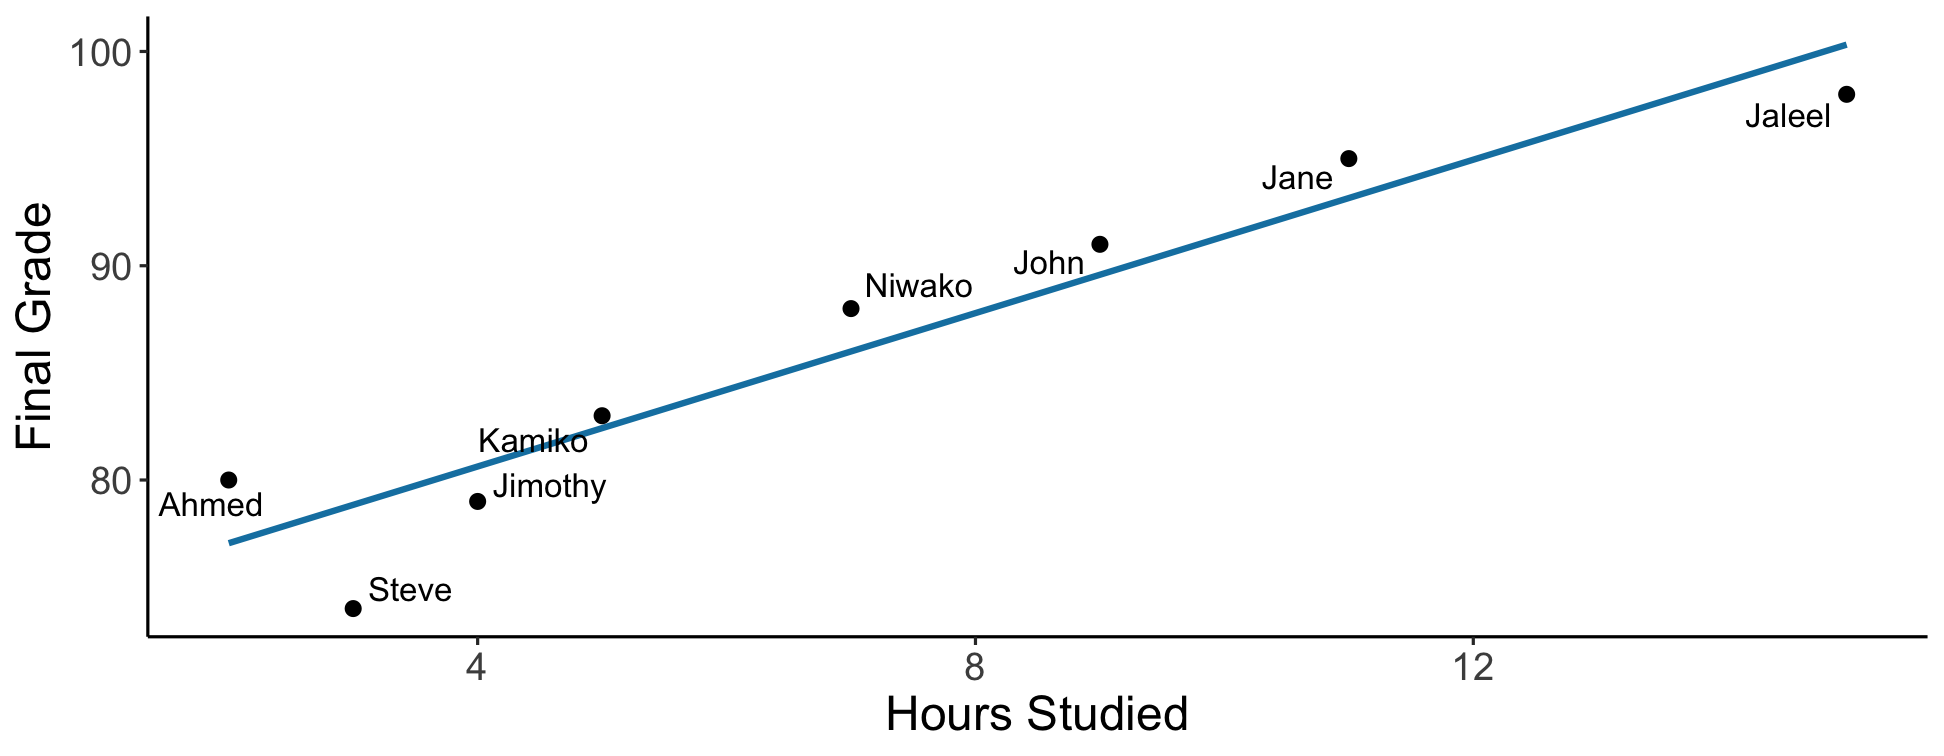 100
90
80
Final Grade
Jaleel
Jane
John
Niwako
Kamiko
Jimothy
Ahmed
Steve
4 8 12
Hours Studied